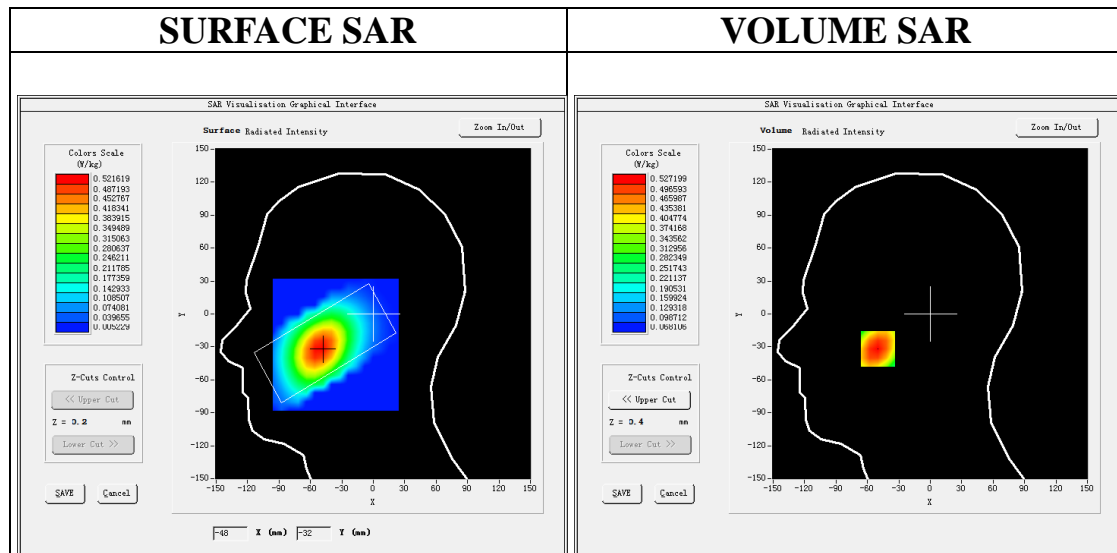 SURFACE SAR
VOLUME SAR
SAR Visualisation Graphical Interface
Surface Radiated Intensity
Zoom In/Out
Colors Scale
(W/kg)
0.521619
0.487193
0.452767
0.418341
0.383915
0.349489
0.315063
0.280637
0.246211
0.211785
0.177359
0.142933
0.108507
0.074081
0.039655
0.005229
150
120
90
60
30
0
-30
-60
-90
-120
-150
Y
-150 -120 -90 -60 -30 0 30 60 90 120 150
X
Z-Cuts Control
<< Upper Cut
Z = 0.2 mm
Lower Cut >>
SAVE Cancel
-48 X (mm) -32 Y (mm)
SAR Visualisation Graphical Interface
Volume Radiated Intensity
Zoom In/Out
Colors Scale
(W/kg)
0.527199
0.496593
0.465987
0.435381
0.404774
0.374168
0.343562
0.312956
0.282349
0.251743
0.221137
0.190531
0.159924
0.129318
0.098712
0.068106
150
120
90
60
30
0
-30
-60
-90
-120
-150
Y
-150 -120 -90 -60 -30 0 30 60 90 120 150
X
Z-Cuts Control
<< Upper Cut
Z = 0.4 mm
Lower Cut >>
SAVE Cancel